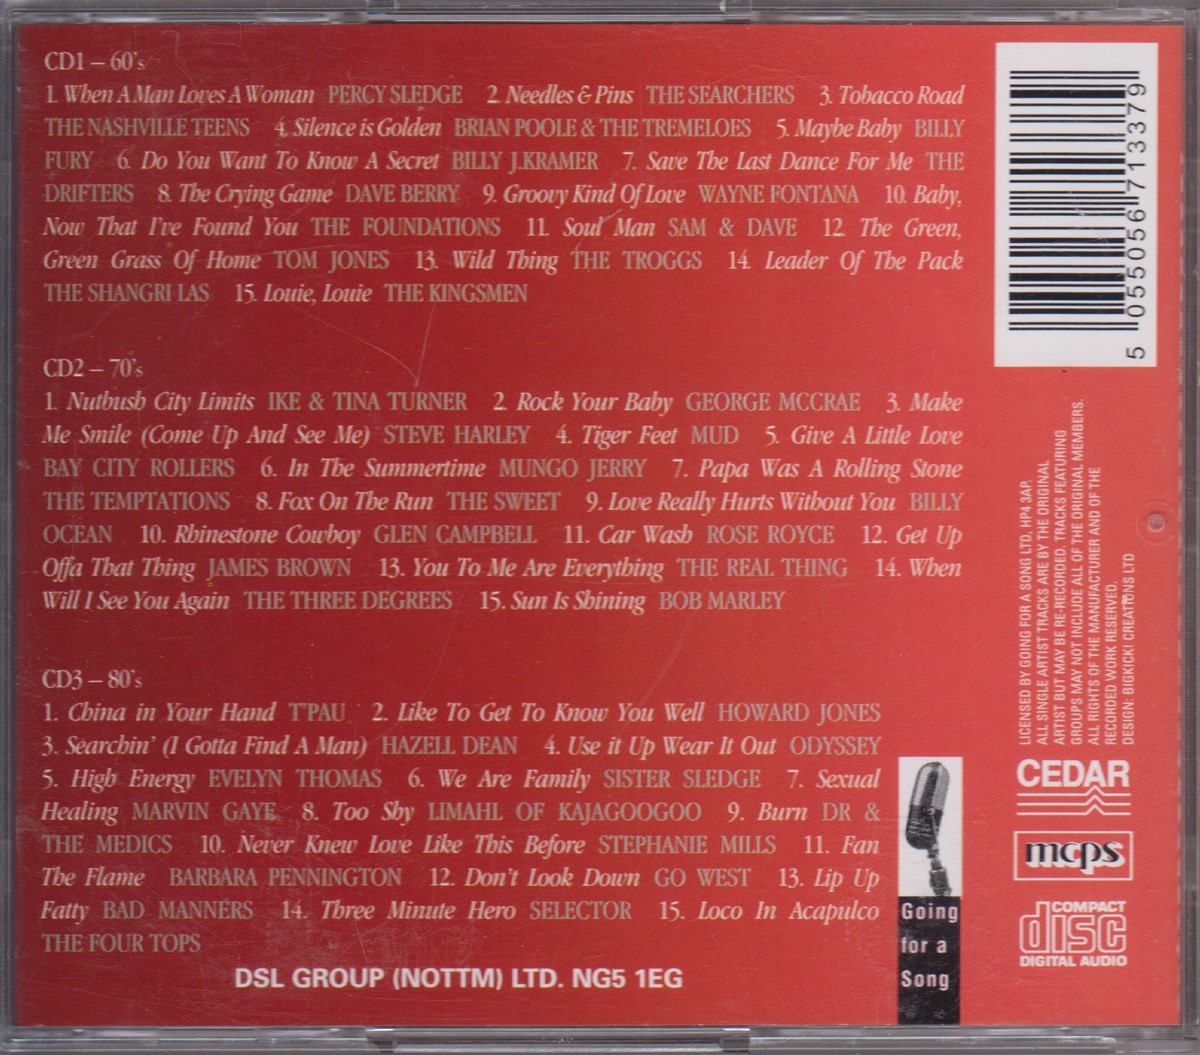 CD1 – 60's
1. When A Man Loves A Woman PERCY SLEDGE 2. Needles & Pins THE SEARCHERS 3. Tobacco Road
THE NASHVILLE TEENS 4. Silence is Golden BRIAN POOLE & THE TREMELOES 5. Maybe Baby BILLY
FURY 6. Do You Want To Know A Secret BILLY J.KRAMER 7. Save The Last Dance For Me THE
DRIFTERS 8. The Crying Game DAVE BERRY 9. Groovy Kind Of Love WAYNE FONTANA 10. Baby,
Now That I've Found You THE FOUNDATIONS 11. Soul Man SAM & DAVE 12. The Green,
Green Grass Of Home TOM JONES 13. Wild Thing THE TROGGS 14. Leader Of The Pack
THE SHANGRI LAS 15. Louie, Louie THE KINGSMEN
CD2 – 70's
1. Nutbush City Limits IKE & TINA TURNER 2. Rock Your Baby GEORGE MCCRAE 3. Make
Me Smile (Come Up And See Me) STEVE HARLEY 4. Tiger Feet MUD 5. Give A Little Love
BAY CITY ROLLERS 6. In The Summertime MUNGO JERRY 7. Papa Was A Rolling Stone
THE TEMPTATIONS 8. Fox On The Run THE SWEET 9. Love Really Hurts Without You BILLY
OCEAN 10. Rhinestone Cowboy GLEN CAMPBELL 11. Car Wash ROSE ROYCE 12. Get Up
Offa That Thing JAMES BROWN 13. You To Me Are Everything THE REAL THING 14. When
Will I See You Again THE THREE DEGREES 15. Sun Is Shining BOB MARLEY
CD3 – 80's
1. China in Your Hand T'PAU 2. Like To Get To Know You Well HOWARD JONES
3. Searchin' (I Gotta Find A Man) HAZELL DEAN 4. Use it Up Wear It Out ODYSSEY
5. High Energy EVELYN THOMAS 6. We Are Family SISTER SLEDGE 7. Sexual
Healing MARVIN GAYE 8. Too Shy LIMAHL OF KAJAGOOGOO 9. Burn DR &
THE MEDICS 10. Never Knew Love Like This Before STEPHANIE MILLS 11. Fan
The Flame BARBARA PENNINGTON 12. Don't Look Down GO WEST 13. Lip Up
Fatty BAD MANNERS 14. Three Minute Hero SELECTOR 15. Loco In Acapulco
THE FOUR TOPS
DSL GROUP (NOTTM) LTD. NG5 1EG
Going
for a
Song
5 055056 713379
LICENSED BY GOING FOR A SONG LTD, HP4 3AP.
ALL SINGLE ARTIST TRACKS ARE BY THE ORIGINAL
ARTIST BUT MAY BE RE-RECORDED, TRACKS FEATURING
GROUPS MAY NOT INCLUDE ALL OF THE ORIGINAL MEMBERS.
ALL RIGHTS OF THE MANUFACTURER AND OF THE
RECORDED WORK RESERVED.
DESIGN: BIGKICK! CREATIONS LTD
CEDAR
mcps
COMPACT
disc
DIGITAL AUDIO